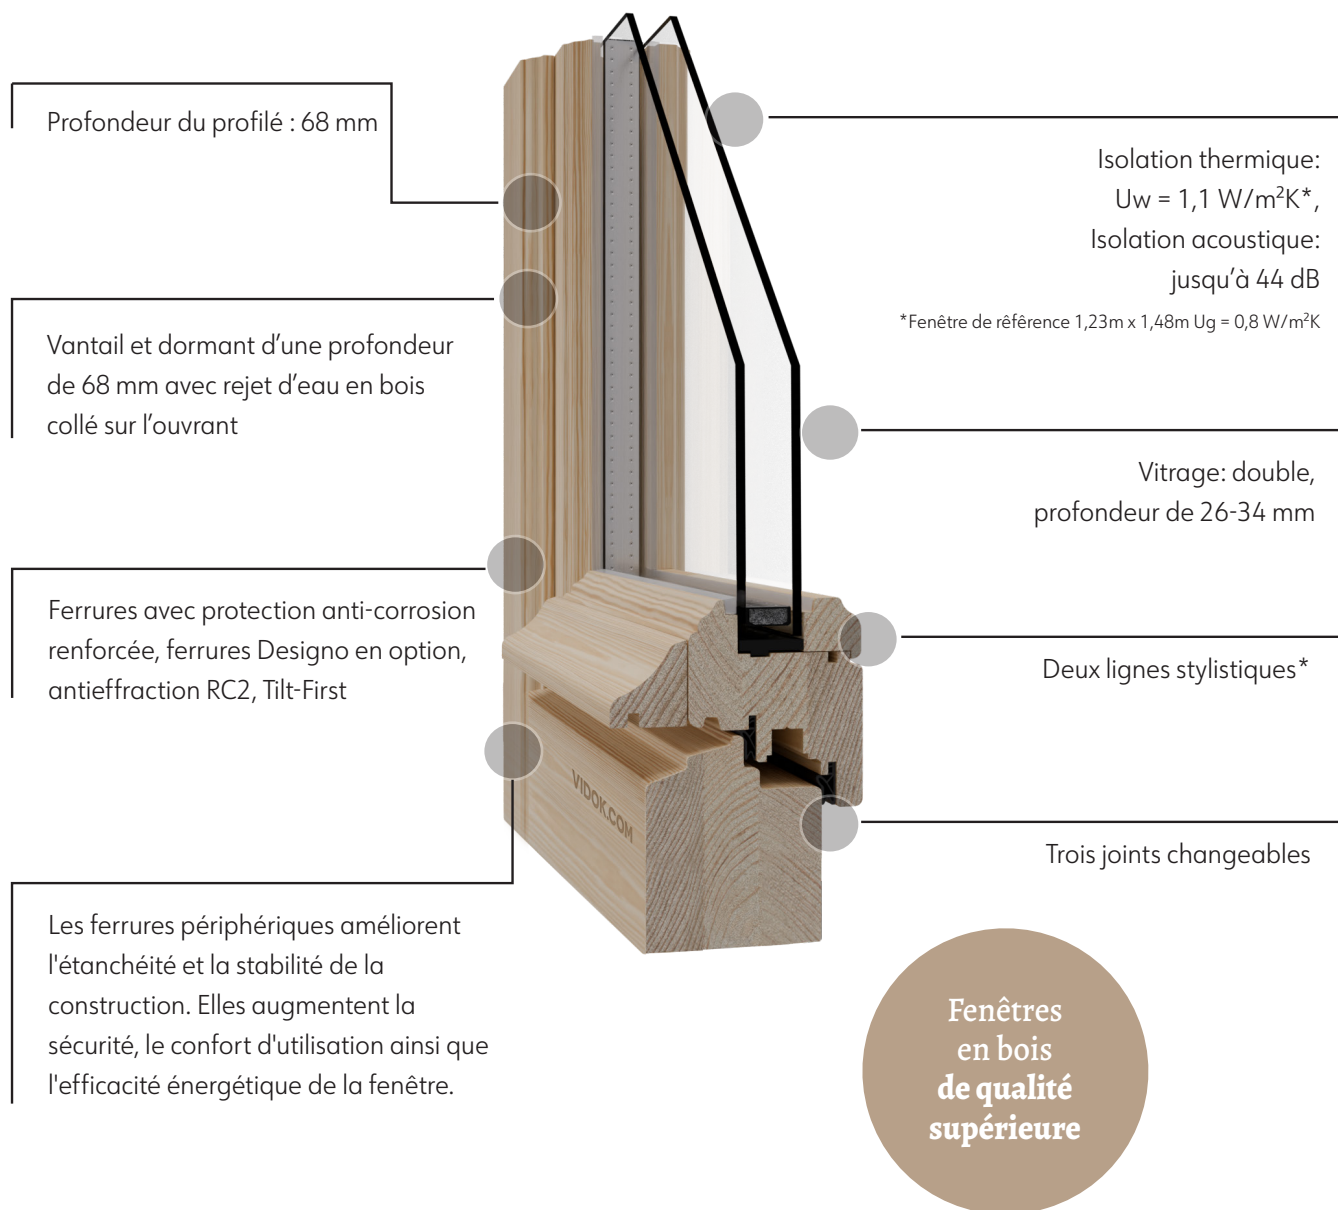 Profondeur du profilé : 68 mm
Vantail et dormant d’une profondeur
de 68 mm avec rejet d’eau en bois
collé sur l’ouvrant
Ferrures avec protection anti-corrosion
renforcée, ferrures Designo en option,
antieffraction RC2, Tilt-First
Les ferrures périphériques améliorent
l'étanchéité et la stabilité de la
construction. Elles augmentent la
sécurité, le confort d'utilisation ainsi que
l'efficacité énergétique de la fenêtre.
VIDOK.COM
Isolation thermique:
Uw = 1,1 W/m²K*,
Isolation acoustique:
jusqu’à 44 dB
*Fenêtre de rêférence 1,23m x 1,48m Ug = 0,8 W/m²K
Vitrage: double,
profondeur de 26-34 mm
Deux lignes stylistiques*
Trois joints changeables
Fenêtres
en bois
de qualité
supérieure